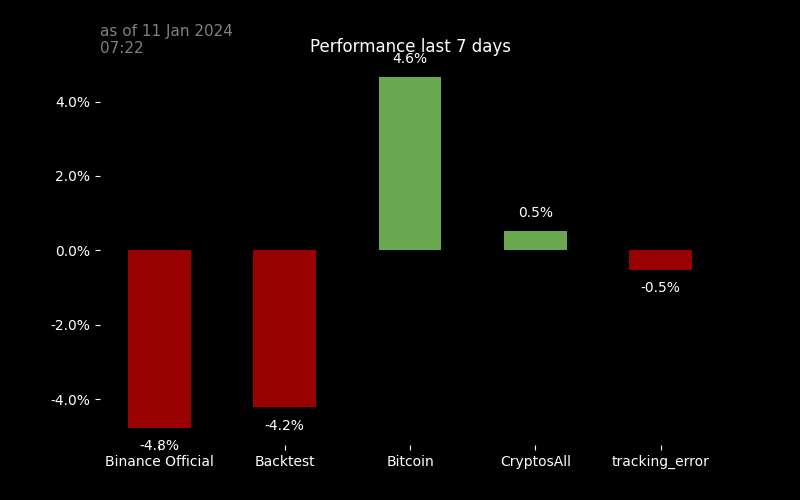 as of 11 Jan 2024
07:22
Performance last 7 days
4.6%
4.0%
2.0%
0.5%
0.0%
-0.5%
-2.0%
-4.0%
-4.2%
-4.8%
Binance Official
Backtest
Bitcoin
CryptosAll
tracking_error